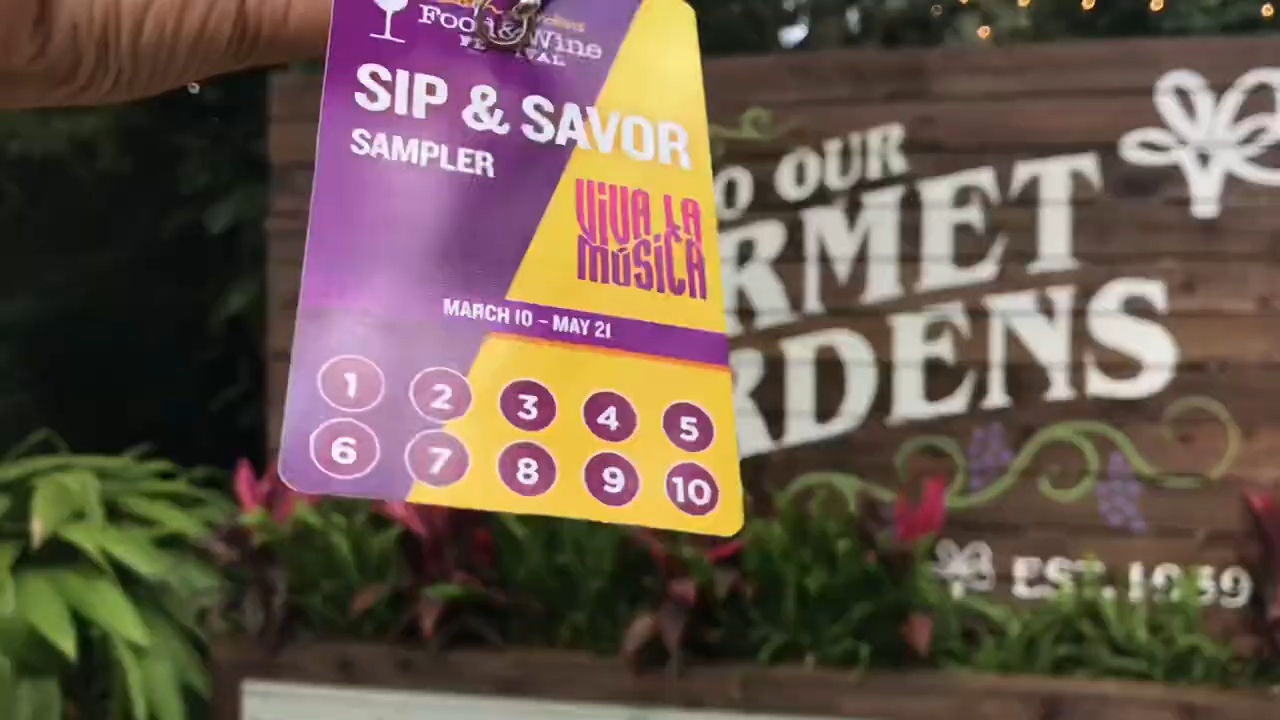 Food & Wine
FESTIVAL
SIP & SAVOR
SAMPLER
VIVA LA
MÚSICA
MARCH 10 – MAY 21
1 2 3 4 5
6 7 8 9 10
O OUR
RMET
RDENS
EST. 1959